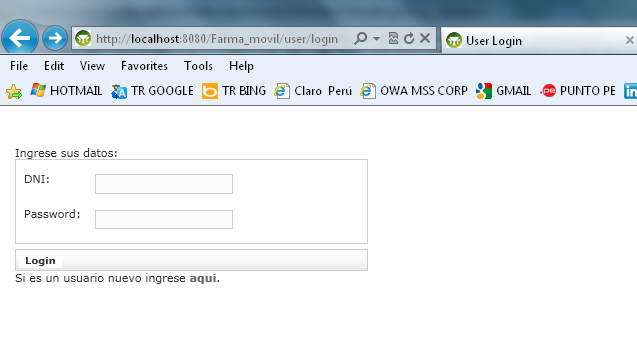 http://localhost:8080/Farma_movil/user/login
User Login
File Edit View Favorites Tools Help
HOTMAIL TR GOOGLE TR BING Claro Perú OWA MSS CORP GMAIL PUNTO PE
Ingrese sus datos:
DNI:
Password:
Login
Si es un usuario nuevo ingrese aqui.